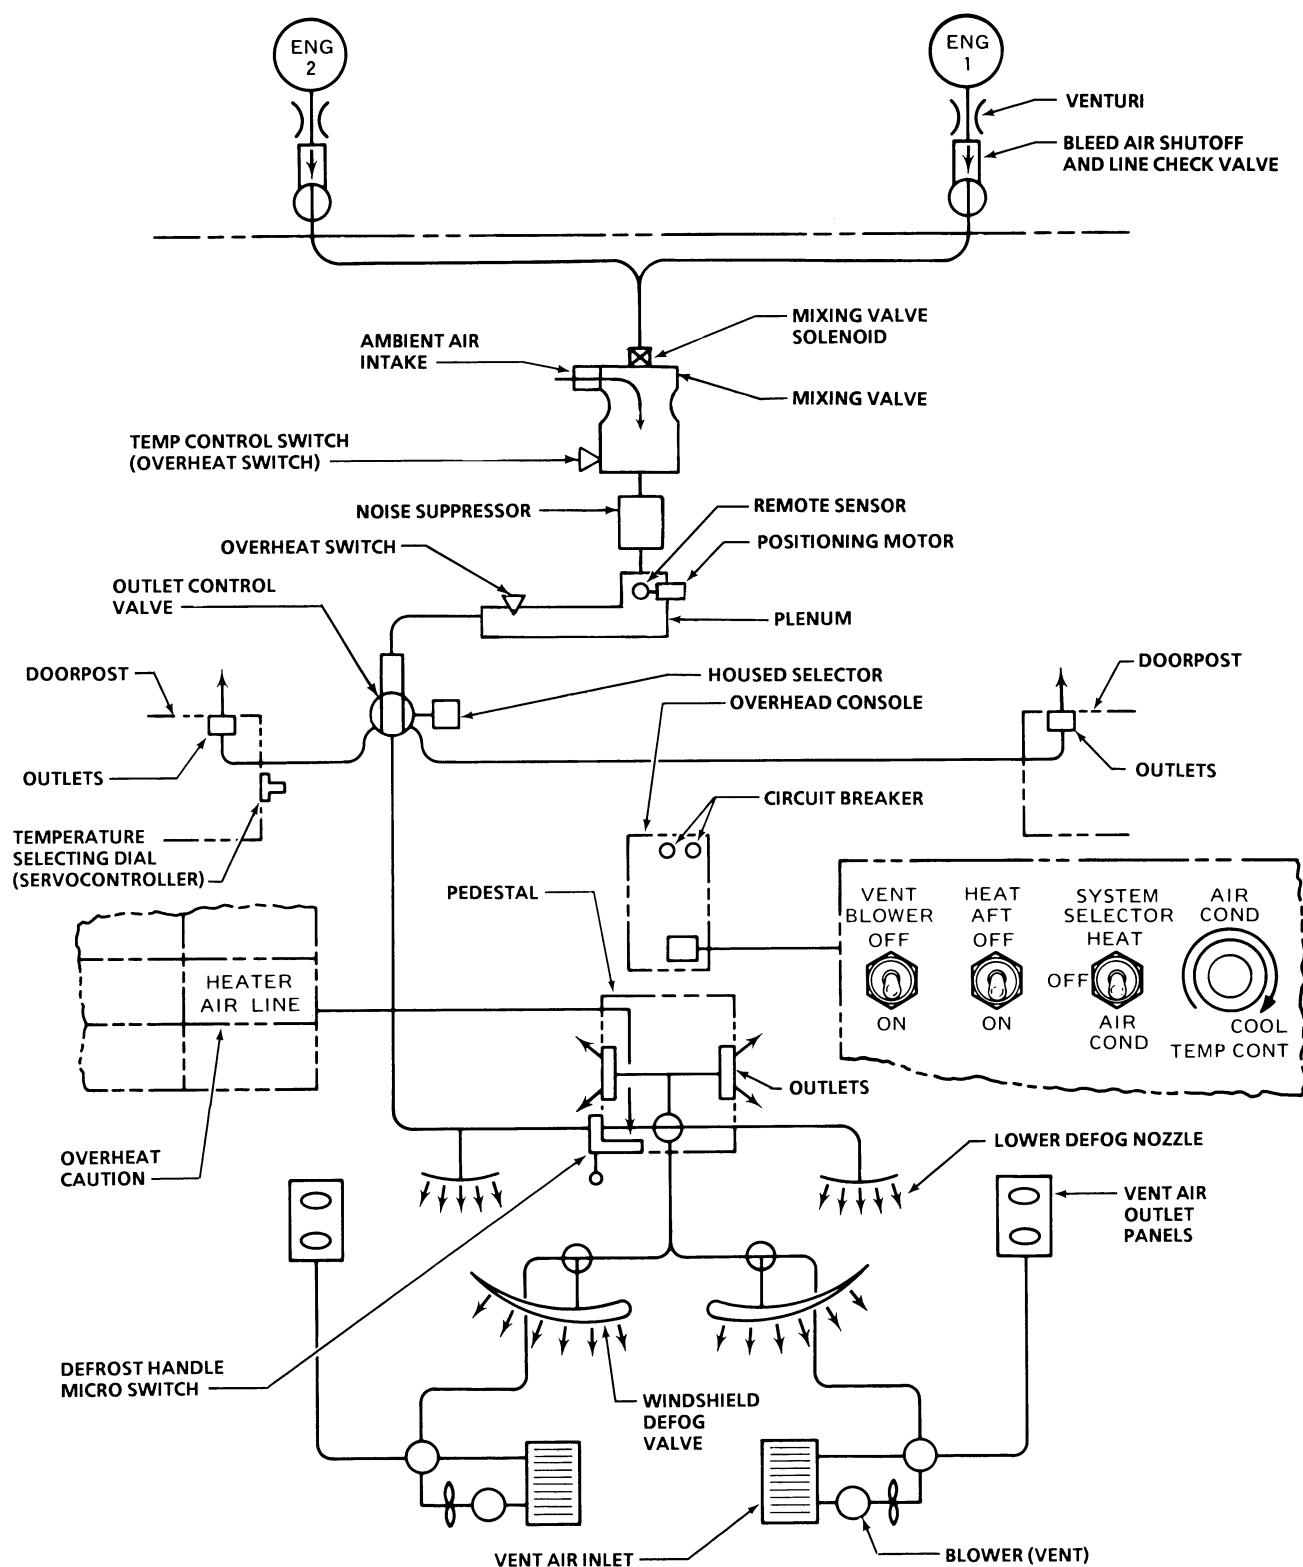 ENG
2
ENG
1
VENTURI
BLEED AIR SHUTOFF
AND LINE CHECK VALVE
MIXING VALVE
SOLENOID
AMBIENT AIR
INTAKE
MIXING VALVE
TEMP CONTROL SWITCH
(OVERHEAT SWITCH)
NOISE SUPPRESSOR
REMOTE SENSOR
OVERHEAT SWITCH
POSITIONING MOTOR
OUTLET CONTROL
VALVE
PLENUM
DOORPOST
HOUSED SELECTOR
OVERHEAD CONSOLE
DOORPOST
OUTLETS
OUTLETS
CIRCUIT BREAKER
TEMPERATURE
SELECTING DIAL
(SERVOCONTROLLER)
PEDESTAL
VENT
BLOWER
OFF
ON
HEAT
AFT
OFF
ON
SYSTEM
SELECTOR
HEAT
OFF
AIR
COND
AIR
COND
COOL
TEMP CONT
HEATER
AIR LINE
OUTLETS
OVERHEAT
CAUTION
LOWER DEFOG NOZZLE
VENT AIR
OUTLET
PANELS
DEFROST HANDLE
MICRO SWITCH
WINDSHIELD
DEFOG
VALVE
VENT AIR INLET
BLOWER (VENT)